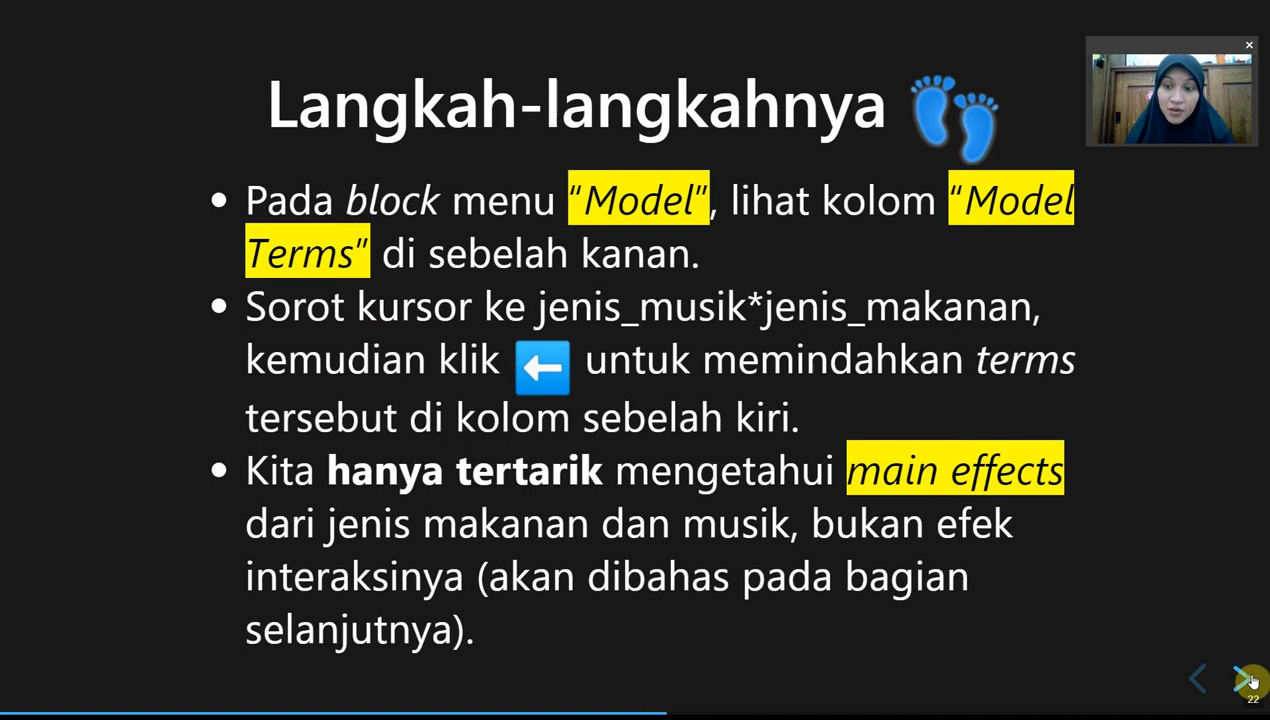 Langkah-langkahnya
• Pada block menu “Model”, lihat kolom “Model
Terms” di sebelah kanan.
• Sorot kursor ke jenis_musik*jenis_makanan,
kemudian klik ⬅ untuk memindahkan terms
tersebut di kolom sebelah kiri.
• Kita hanya tertarik mengetahui main effects
dari jenis makanan dan musik, bukan efek
interaksinya (akan dibahas pada bagian
selanjutnya).
22